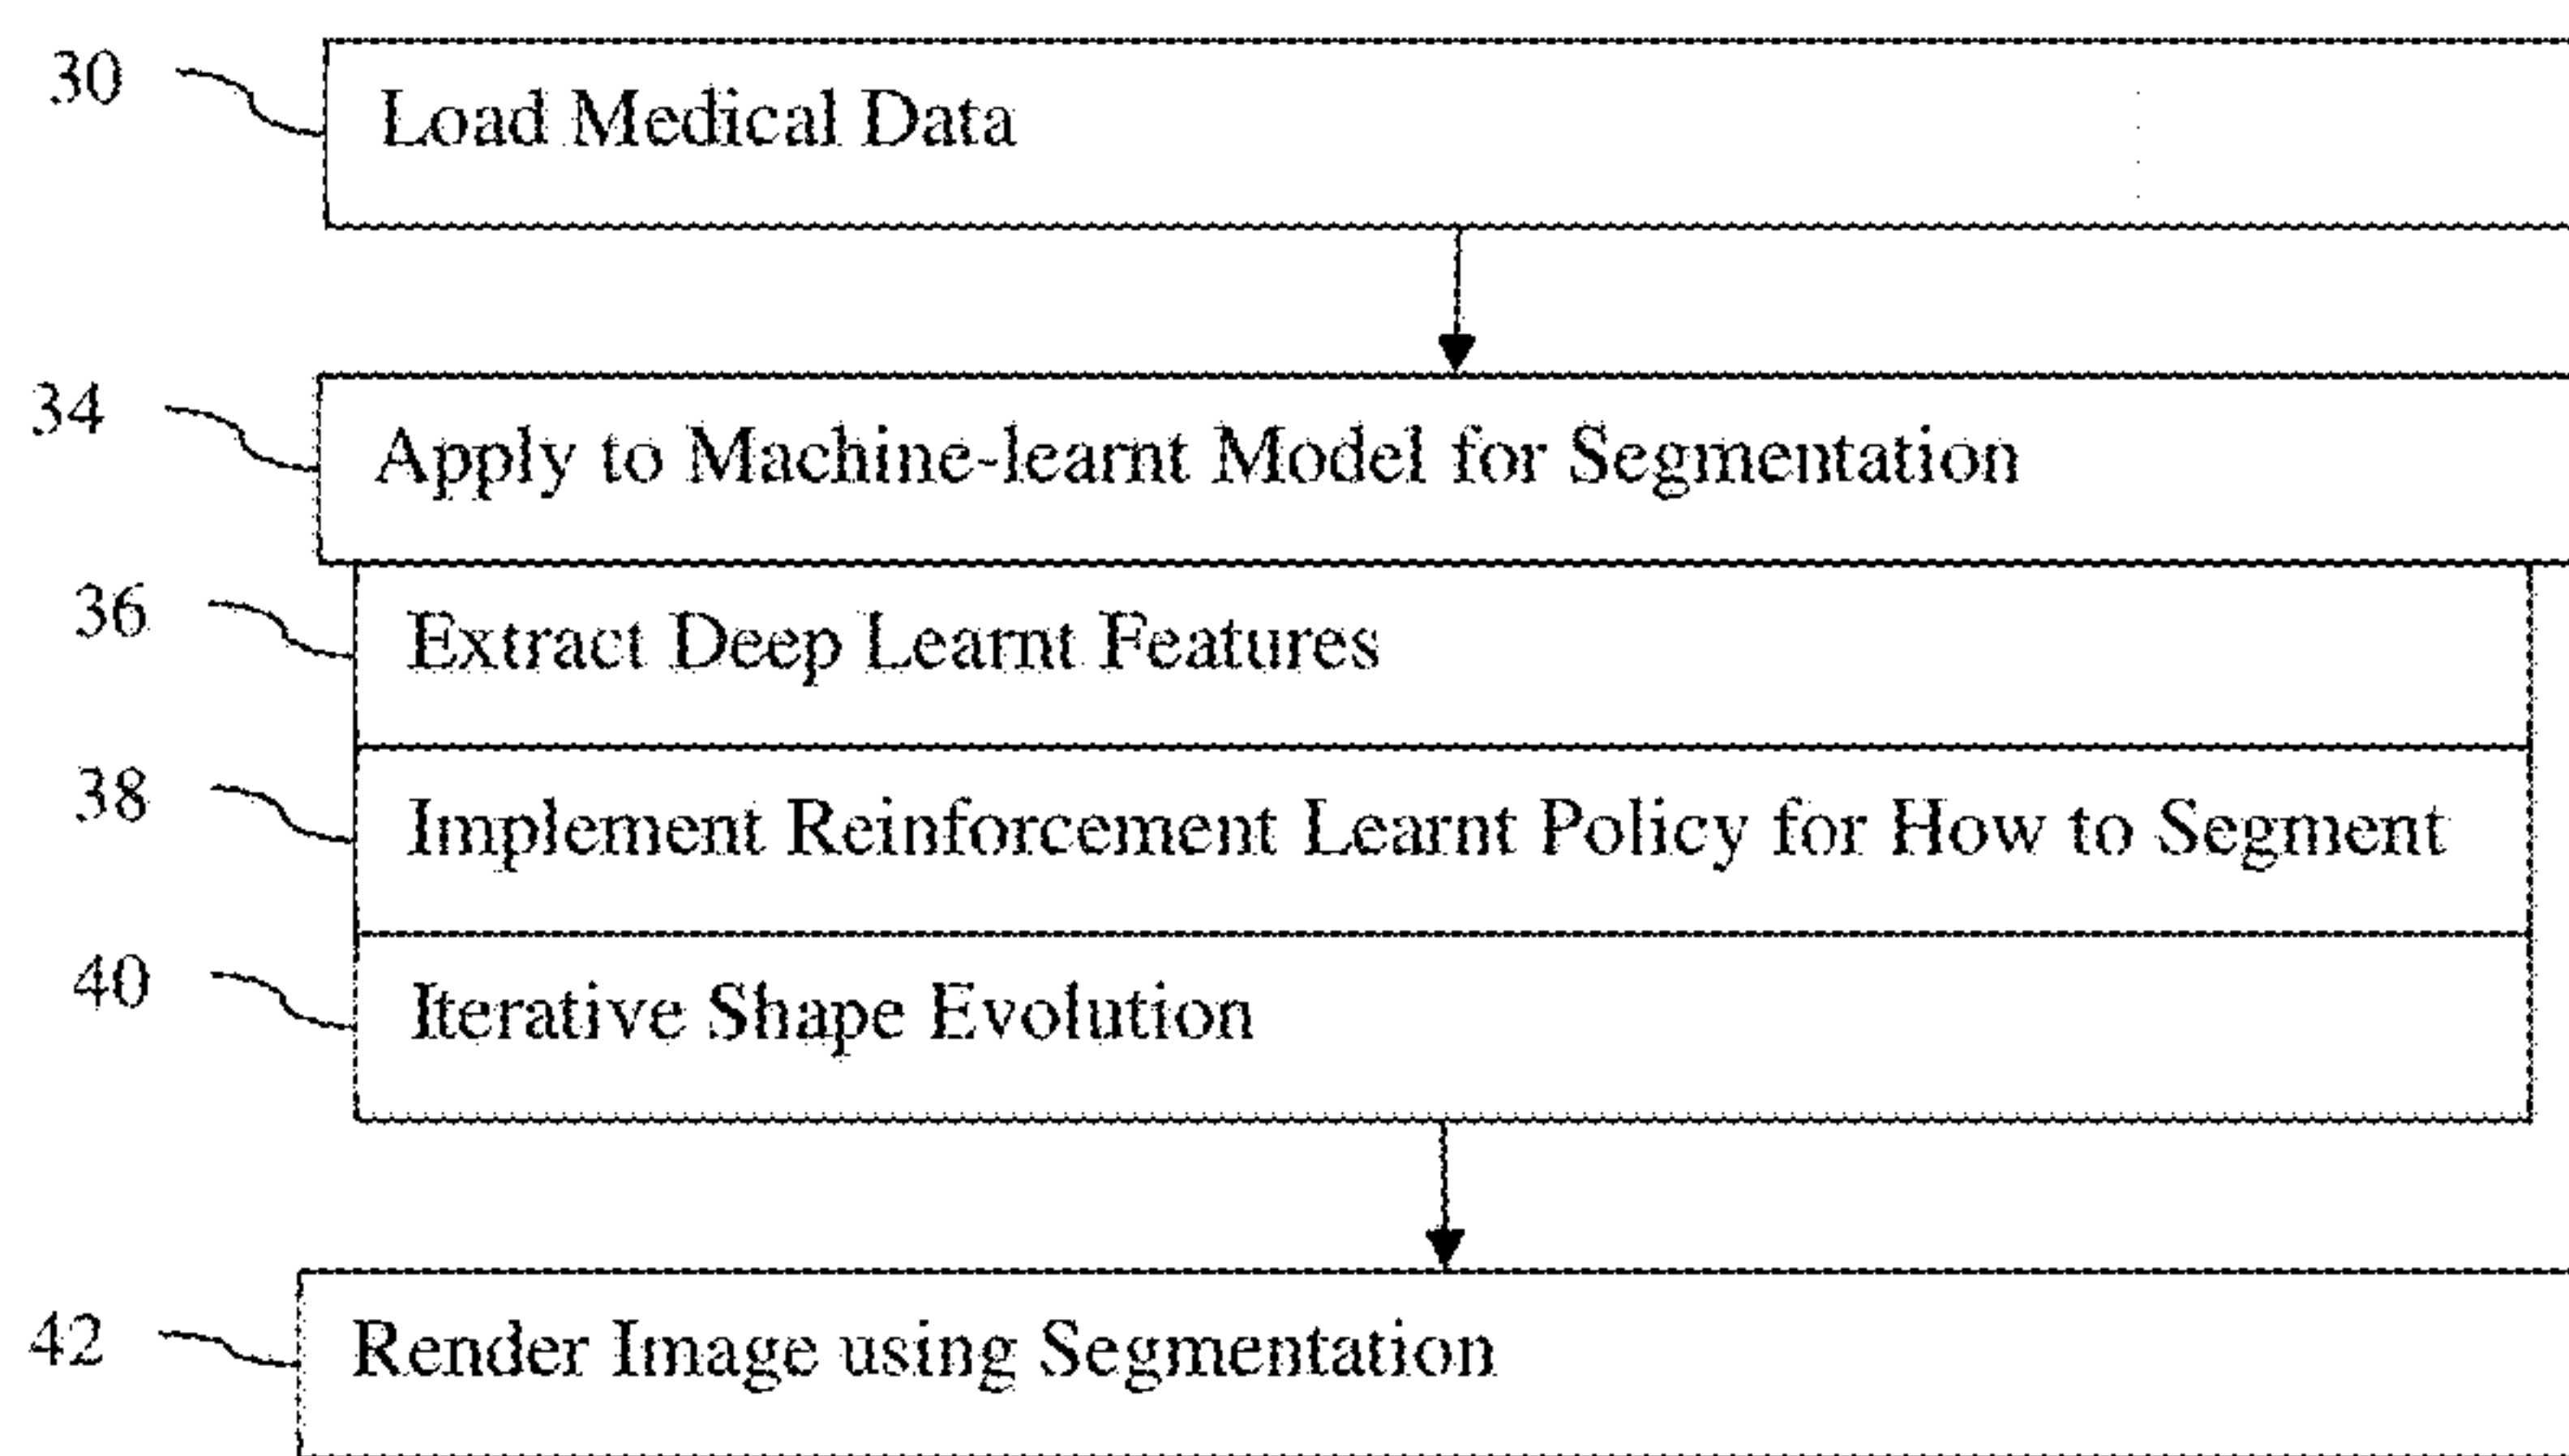 30 Load Medical Data
34 Apply to Machine-learnt Model for Segmentation
36 Extract Deep Learnt Features
38 Implement Reinforcement Learnt Policy for How to Segment
40 Iterative Shape Evolution
42 Render Image using Segmentation